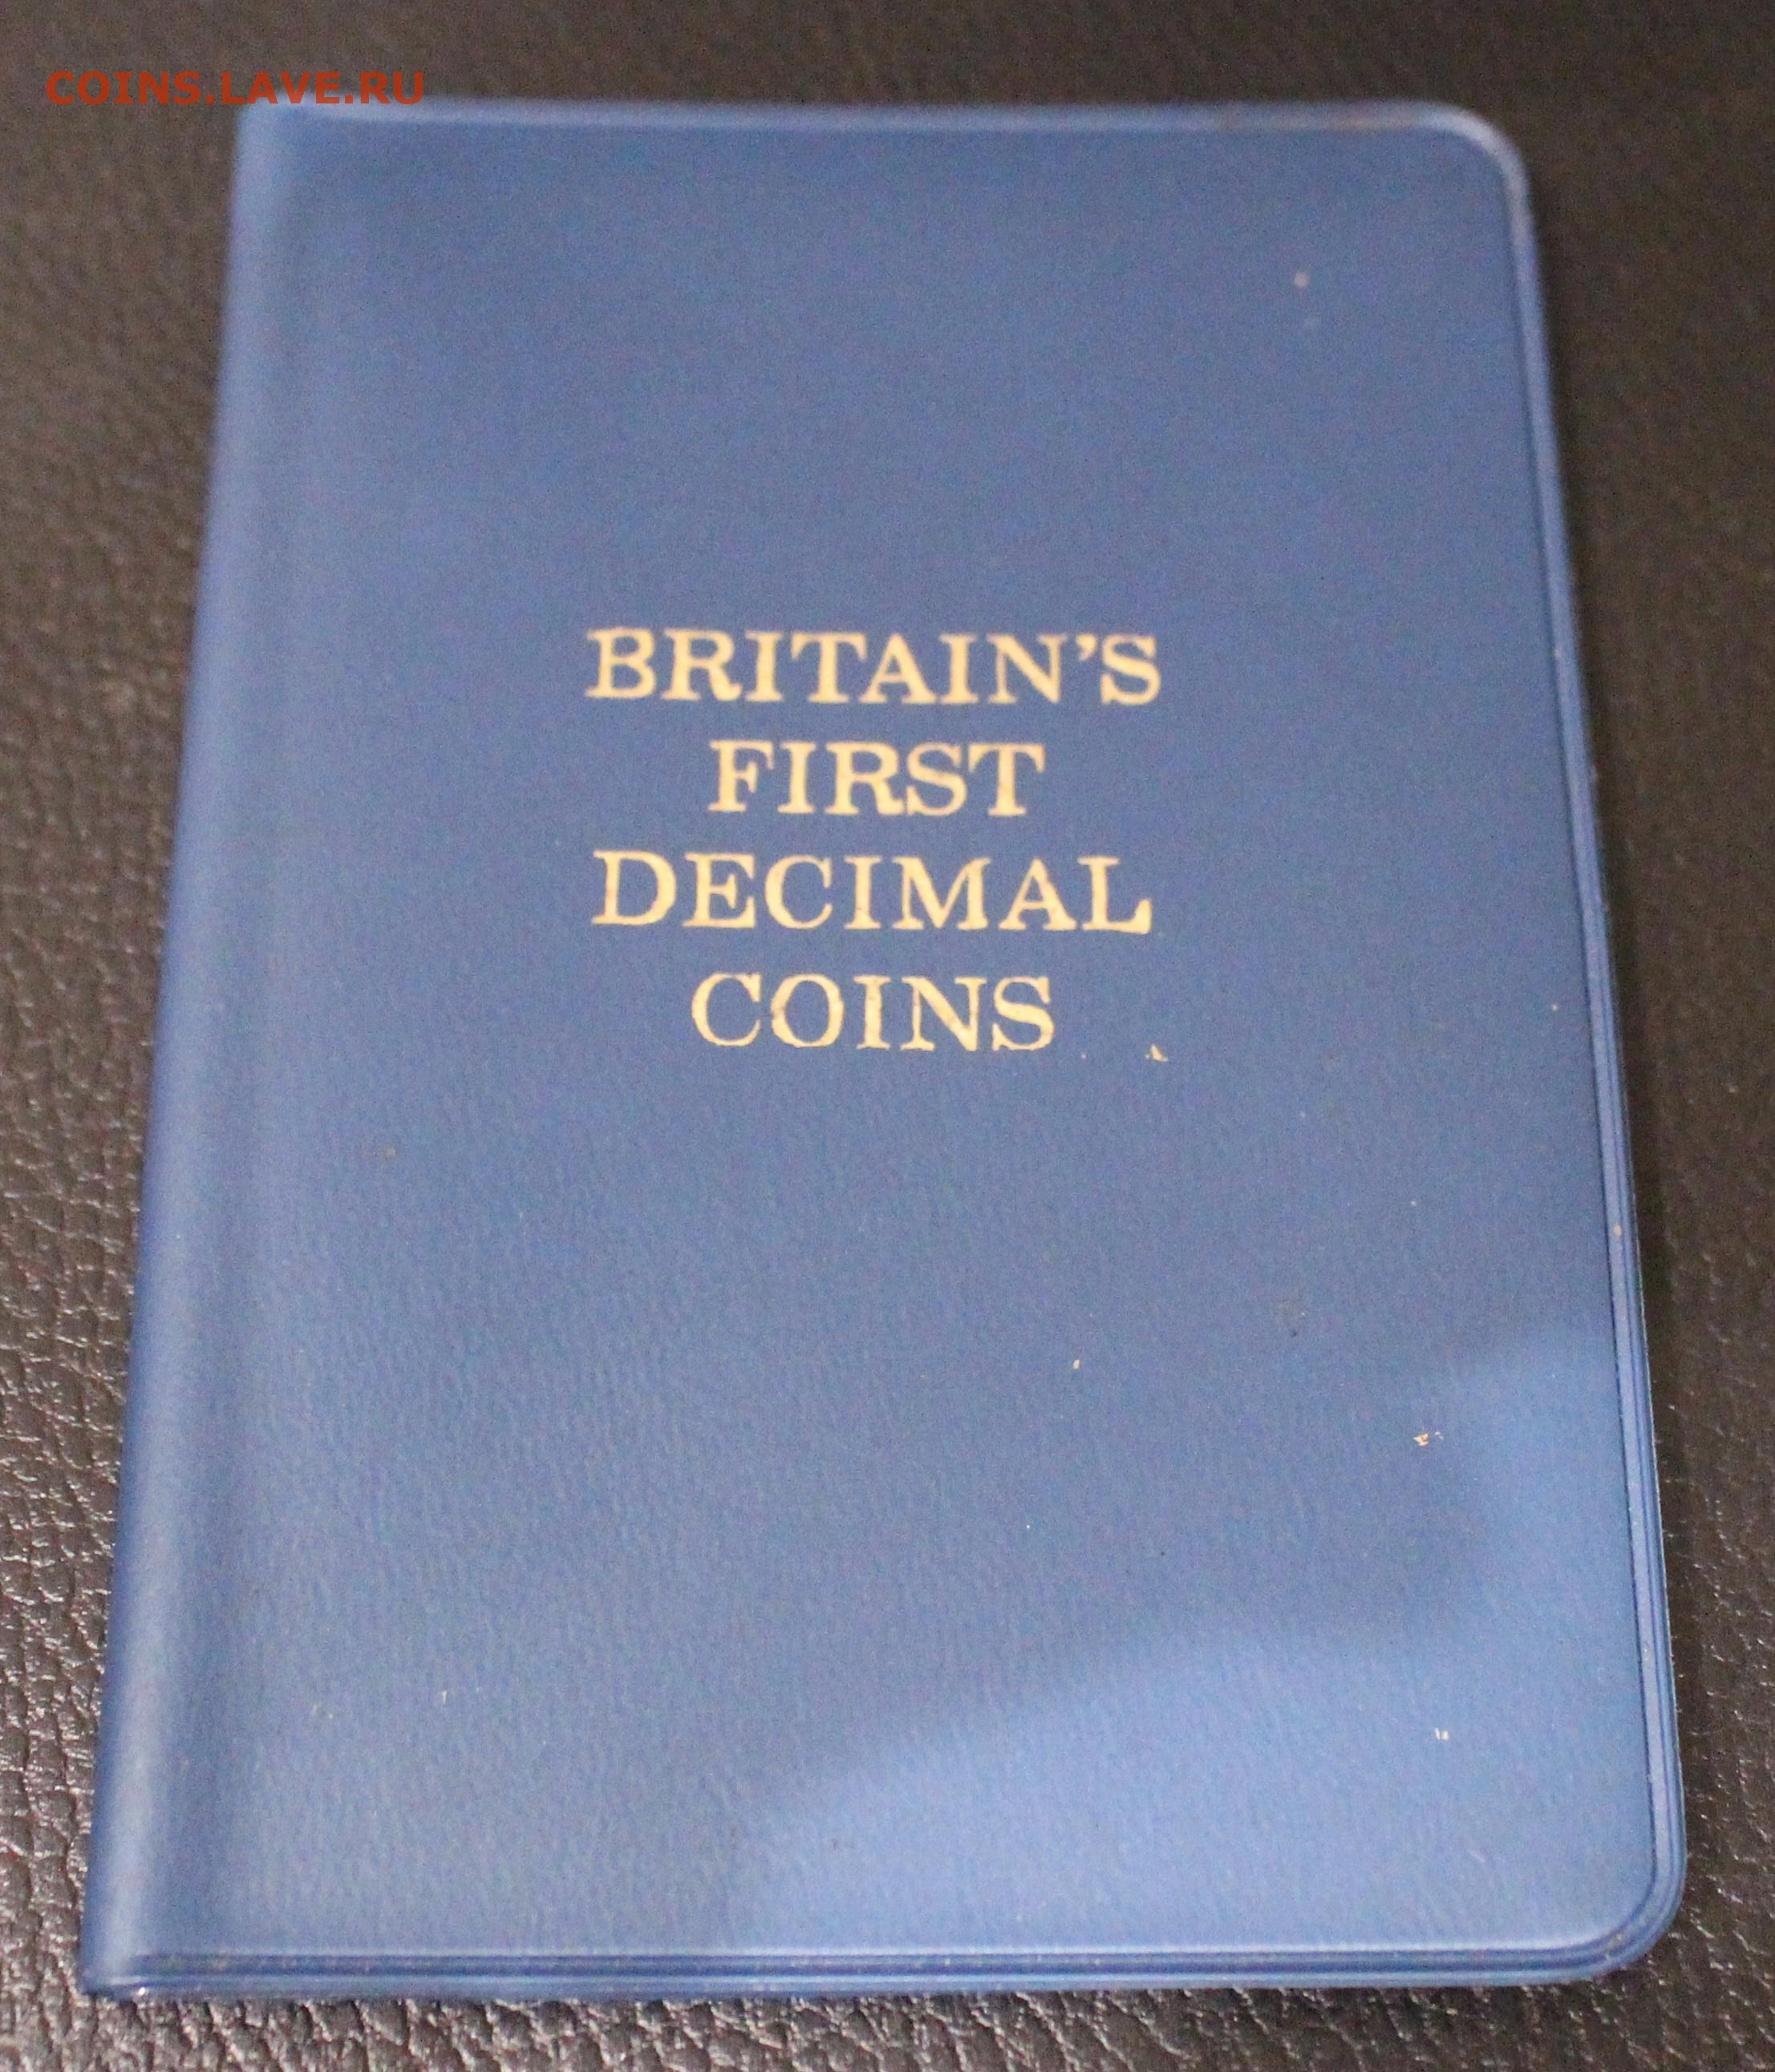 COINS.LAVE.RU
BRITAIN'S
FIRST
DECIMAL
COINS